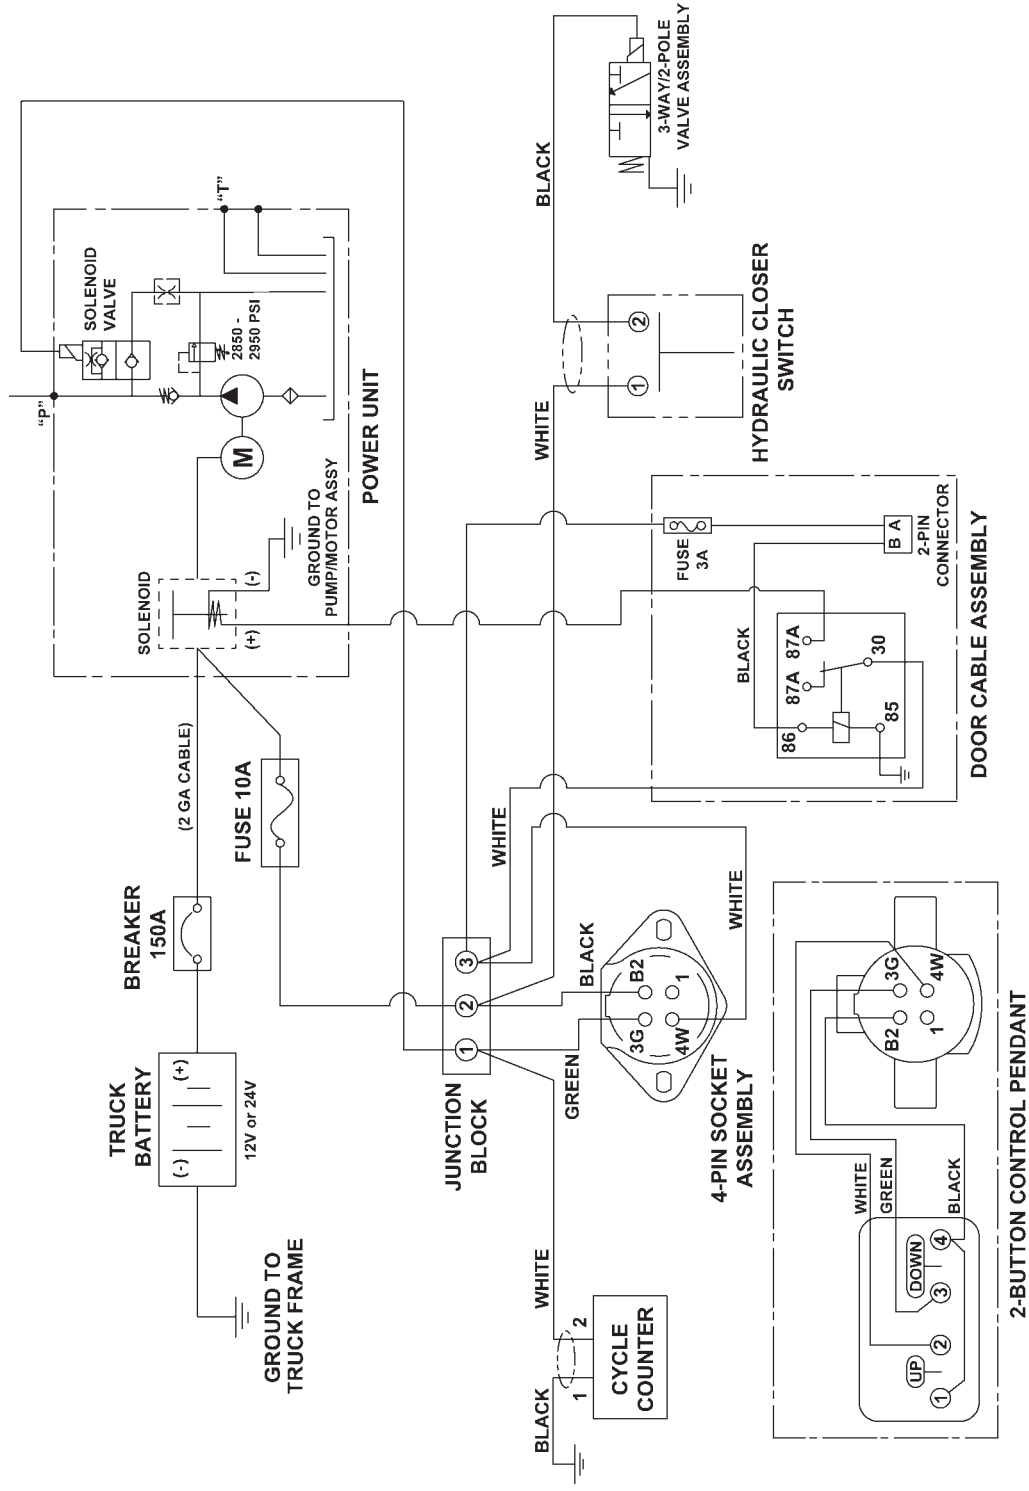 "P"
SOLENOID
VALVE
"T"
2850 -
2950 PSI
M
POWER UNIT
SOLENOID
(-)
(+)
GROUND TO
PUMP/MOTOR ASSY
(2 GA CABLE)
FUSE 10A
BREAKER
150A
TRUCK
BATTERY
(+)
(-)
12V or 24V
GROUND TO
TRUCK FRAME
BLACK
3-WAY/2-POLE
VALVE ASSEMBLY
WHITE
1
2
HYDRAULIC CLOSER
SWITCH
FUSE
3A
B A
2-PIN
CONNECTOR
BLACK
87A
87A
30
86
85
DOOR CABLE ASSEMBLY
WHITE
WHITE
JUNCTION
BLOCK
1
2
3
BLACK
GREEN
B2
1
3G
4W
4-PIN SOCKET
ASSEMBLY
WHITE
BLACK
1
2
CYCLE
COUNTER
3G
4W
B2
1
WHITE
GREEN
BLACK
UP
DOWN
1
2
3
4
2-BUTTON CONTROL PENDANT